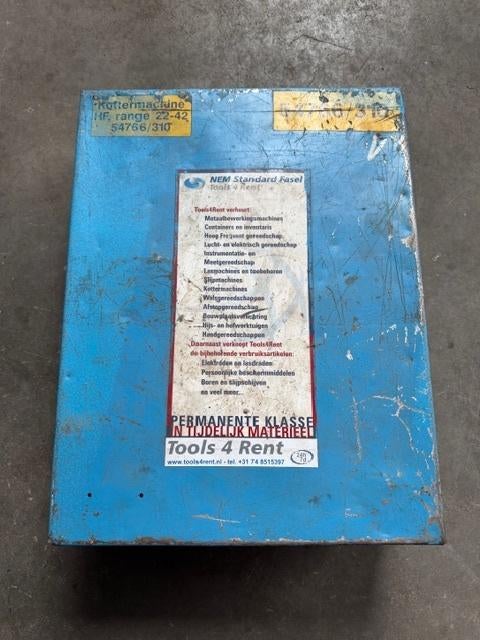 Kottermachine
HF. range 22-42
54766/310
NEM Standard Fasel
Tools 4 Rent
Tools4Rent verhuurt:
Metaalbewerkingsmachines
Containers en inventaris
Hoog Frequent gereedschap
Lucht- en elektrisch gereedschap
Instrumentatie- en
Meetgereedschap
Lasmachines en toebehoren
Slijpmachines
Kottermachines
Walsgereedschappen
Afstopgereedschap
Bouwplaatsverlichting
Hijs- en hefwerktuigen
Handgereedschappen
Daarnaast verkoopt Tools4Rent
de bijbehorende verbruiksartikelen:
Elektroden en lasdraden
Persoonlijke beschermmiddelen
Boren en slijpschijven
en veel meer...
PERMANENTE KLASSE
IN TIJDELIJK MATERIEEL
Tools 4 Rent
www.tools4rent.nl - tel. +31 74 8515397
24h
7d